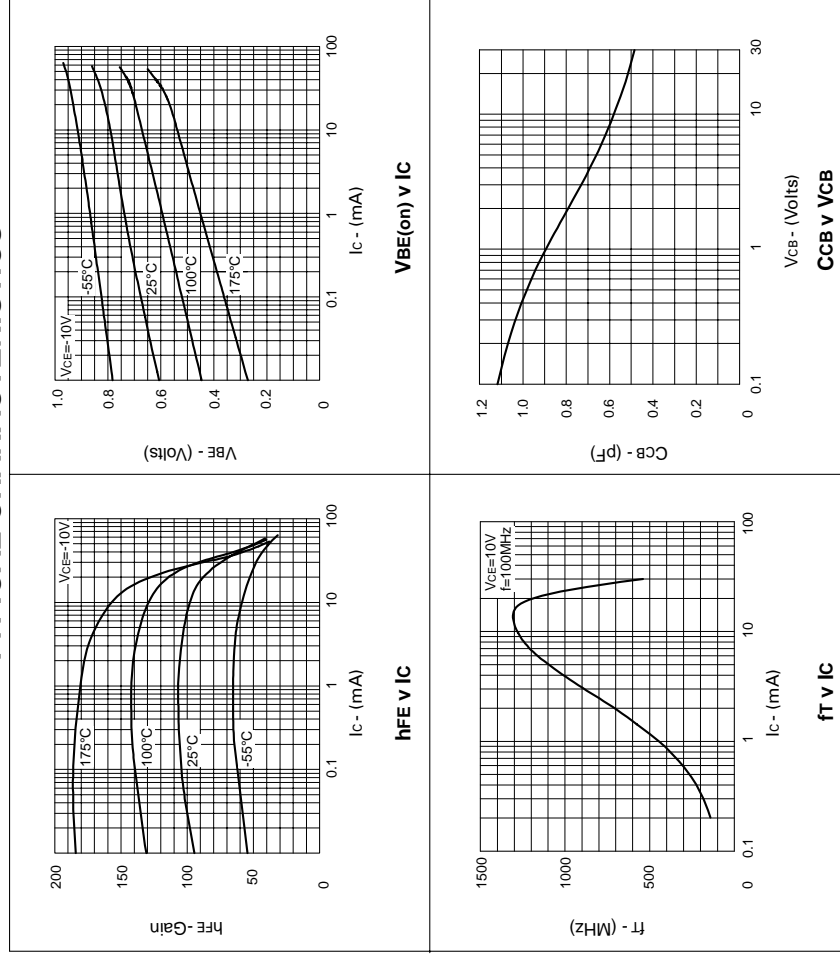 hFE -Gain
200
150
100
50
0
VCE=-10V
175°C
100°C
25°C
-55°C
0.1
1
10
100
IC - (mA)
hFE v IC
VBE - (Volts)
1.0
0.8
0.6
0.4
0.2
0
VCE=-10V
-55°C
25°C
100°C
175°C
0.1
1
10
100
IC - (mA)
VBE(on) v IC
fT - (MHz)
1500
1000
500
0
VCE=10V
f=100MHz
0.1
1
10
100
IC - (mA)
fT v IC
CCB - (pF)
1.2
1.0
0.8
0.6
0.4
0.2
0
0.1
1
10
30
VCB - (Volts)
CCB v VCB